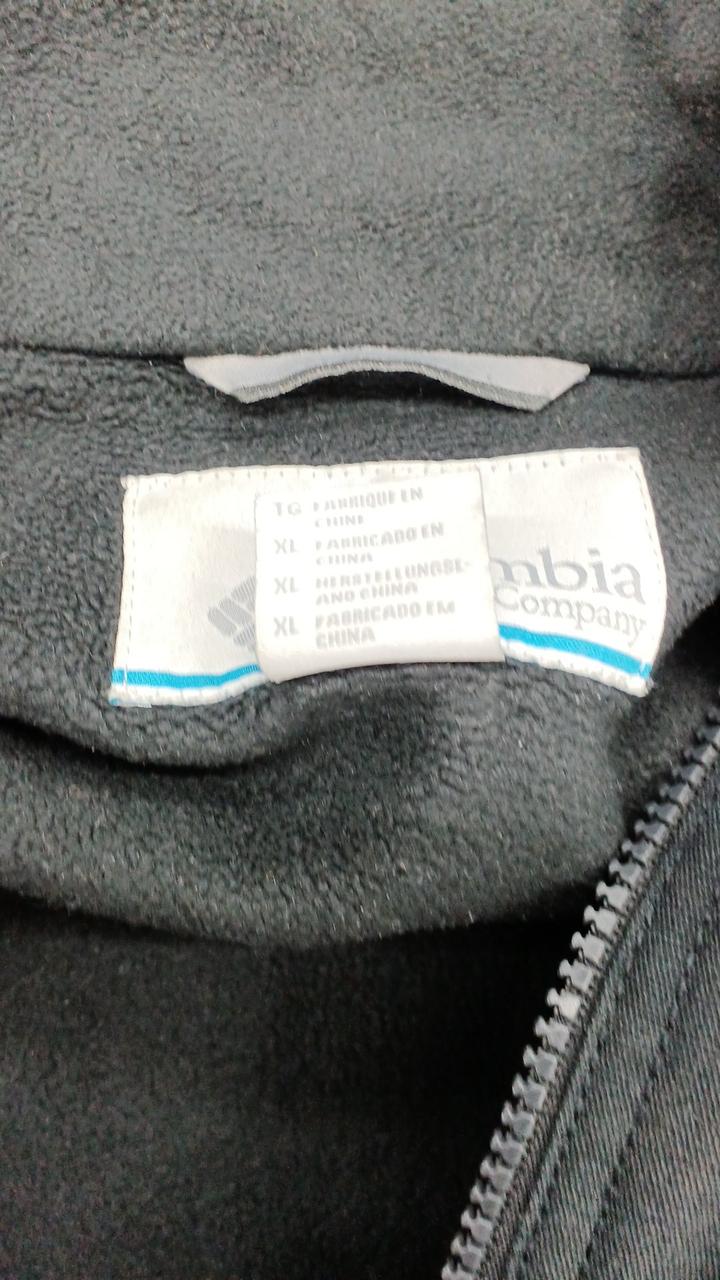 TG FABRIQUE EN
CHINE
XL FABRICADO EN
CHINA
XL HERSTELLUNGSL-
AND CHINA
XL FABRICADO EM
CHINA
mbia
Company